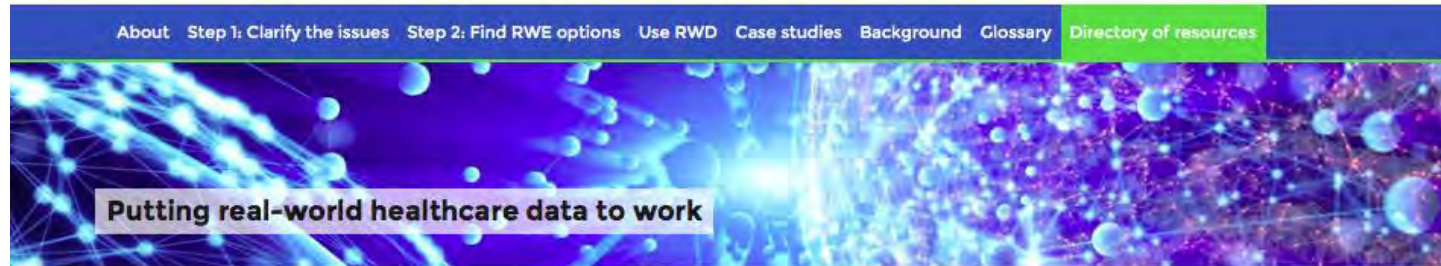 About Step 1: Clarify the issues Step 2: Find RWE options Use RWD Case studies Background Glossary Directory of resources
Putting real-world healthcare data to work